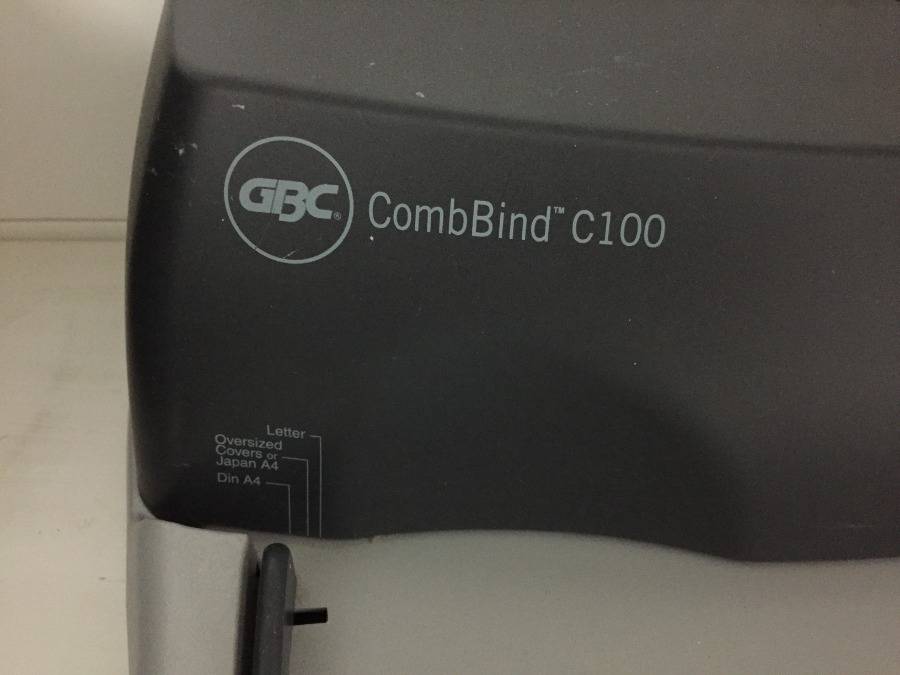 GBC®
CombBind™ C100
Letter
Oversized
Covers or
Japan A4
Din A4